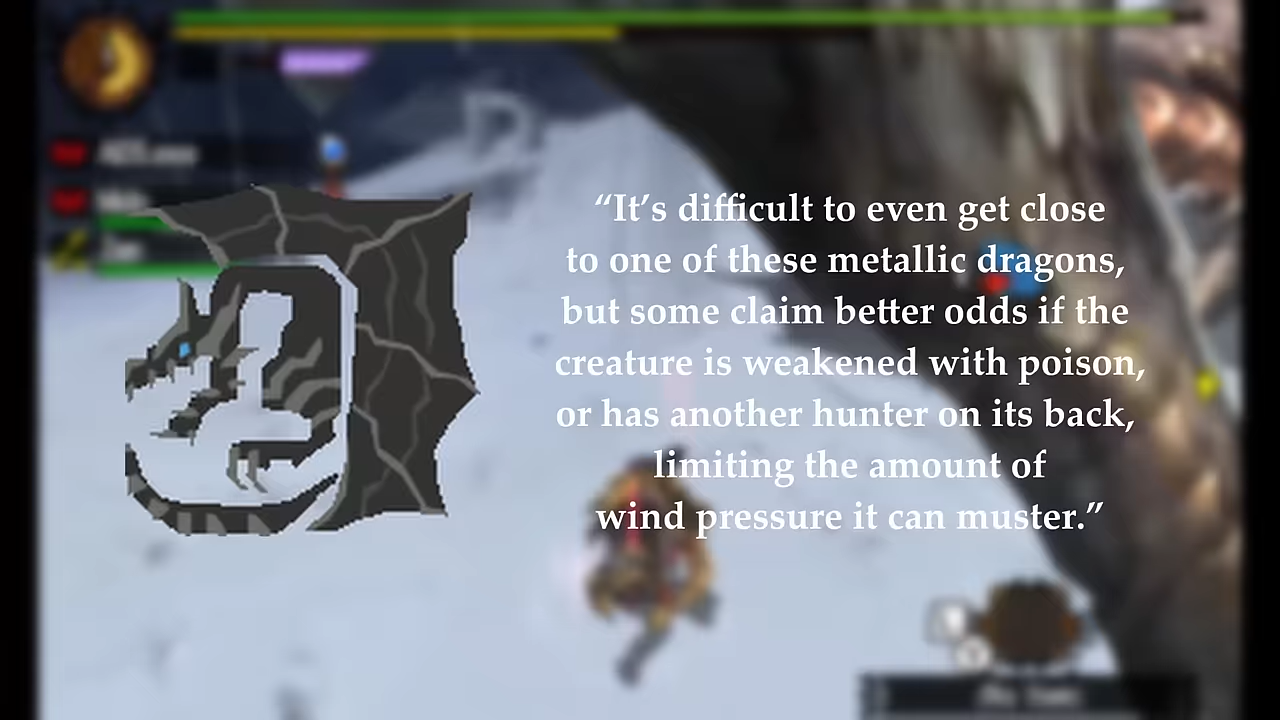 “It’s difficult to even get close
to one of these metallic dragons,
but some claim better odds if the
creature is weakened with poison,
or has another hunter on its back,
limiting the amount of
wind pressure it can muster.”